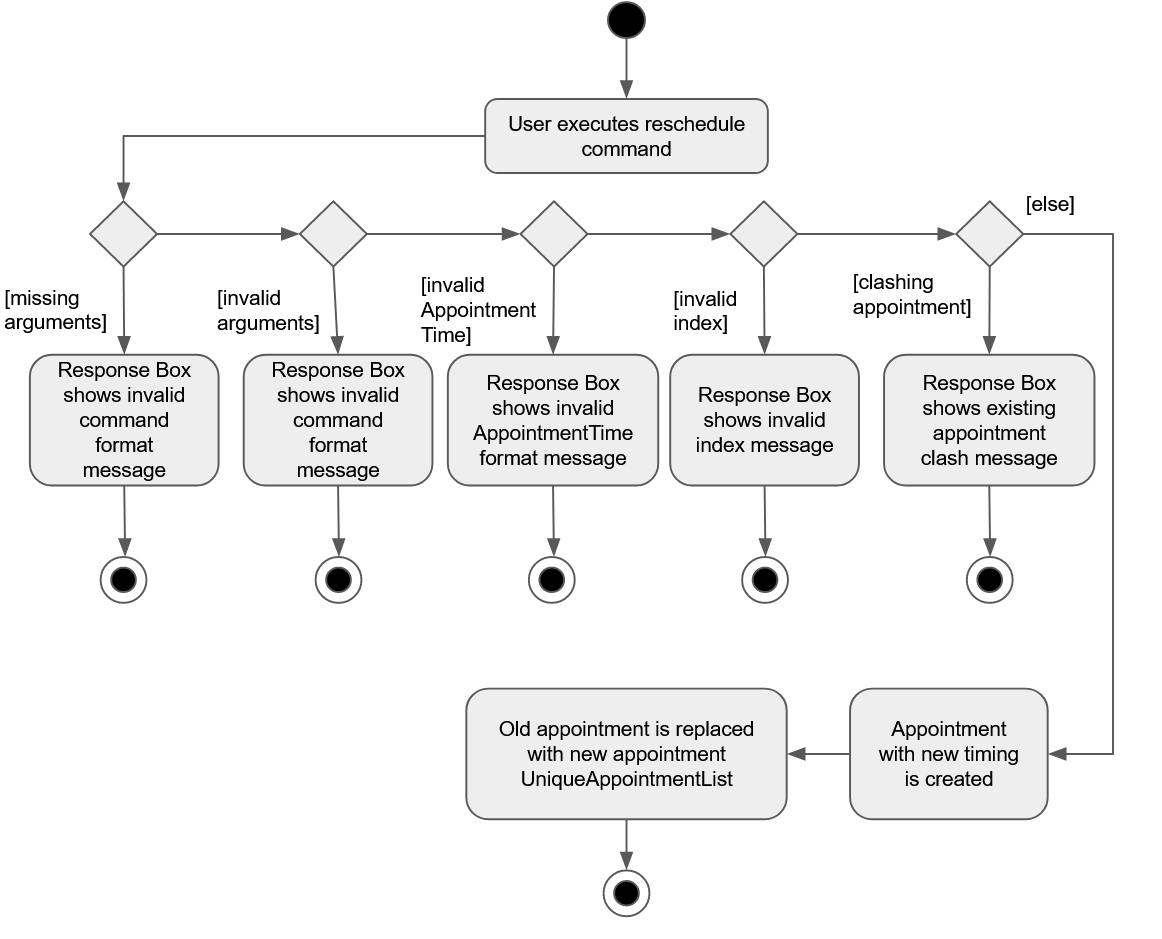 User executes reschedule
command
[else]
[missing
arguments]
[invalid
arguments]
[invalid
Appointment
Time]
[invalid
index]
[clashing
appointment]
Response Box
shows invalid
command
format
message
Response Box
shows invalid
command
format
message
Response Box
shows invalid
AppointmentTime
format message
Response Box
shows invalid
index message
Response Box
shows existing
appointment
clash message
Old appointment is replaced
with new appointment
UniqueAppointmentList
Appointment
with new timing
is created